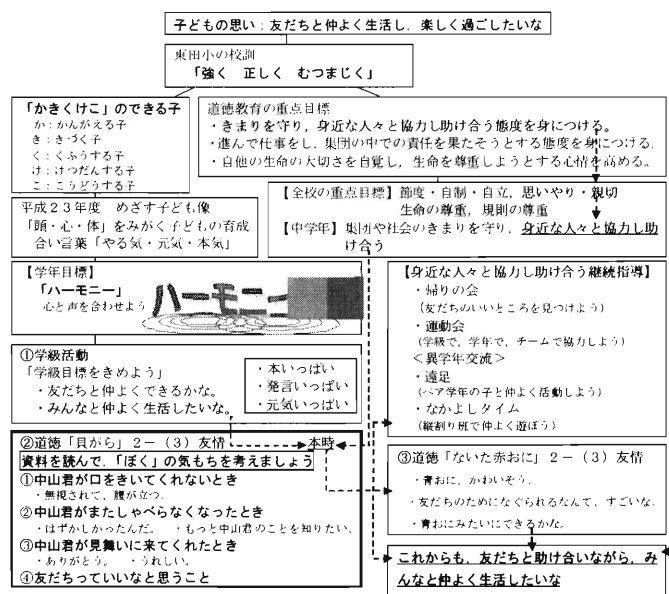 子どもの思い：友だちと仲よく生活し，楽しく過ごしたいな
東田小の校訓
「強く　正しく　むつまじく」
「かきくけこ」のできる子
か：かんがえる子
き：きづく子
く：くふうする子
け：けつだんする子
こ：こうどうする子
道徳教育の重点目標
・きまりを守り，身近な人々と協力し助け合う態度を身につける。
・進んで仕事をし，集団の中での責任を果たそうとする態度を身につける．
・自他の生命の大切さを自覚し，生命を尊重しようとする心情を高める。
【全校の重点目標】節度・自制・自立，思いやり・親切
生命の尊重，規則の尊重
【中学年】集団や社会のきまりを守り，身近な人々と協力し助
け合う
平成２３年度　めざす子ども像
「頭・心・体」をみがく子どもの育成
合い言葉「やる気・元気・本気」
【学年目標】
「ハーモニー」
心と声を合わせよう
ハーモニー
【身近な人々と協力し助け合う継続指導】
・帰りの会
（友だちのいいところを見つけよう）
・運動会
（学級で，学年で，チームで協力しよう）
＜異学年交流＞
・遠足
（ペア学年の子と仲よく活動しよう）
・なかよしタイム
（縦割り班で仲よく遊ぼう）
①学級活動
「学級目標をきめよう」
・友だちと仲よくできるかな。
・みんなと仲よく生活したいな。
・本いっぱい
・発言いっぱい
・元気いっぱい
②道徳「貝がら」２－（３）友情　本時
資料を読んで，「ぼく」の気もちを考えましょう
①中山君が口をきいてくれないとき
・無視されて，腹が立つ．
②中山君がまたしゃべらなくなったとき
・はずかしかったんだ。　・もっと中山君のことを知りたい．
③中山君が見舞いに来てくれたとき
・ありがとう。　・うれしい。
④友だちっていいなと思うこと
③道徳「ないた赤おに」２－（３）友情
・青おに，かわいそう．
・友だちのためになぐられるなんて，すごいな．
・青おにみたいにできるかな。
これからも，友だちと助け合いながら，み
んなと仲よく生活したいな